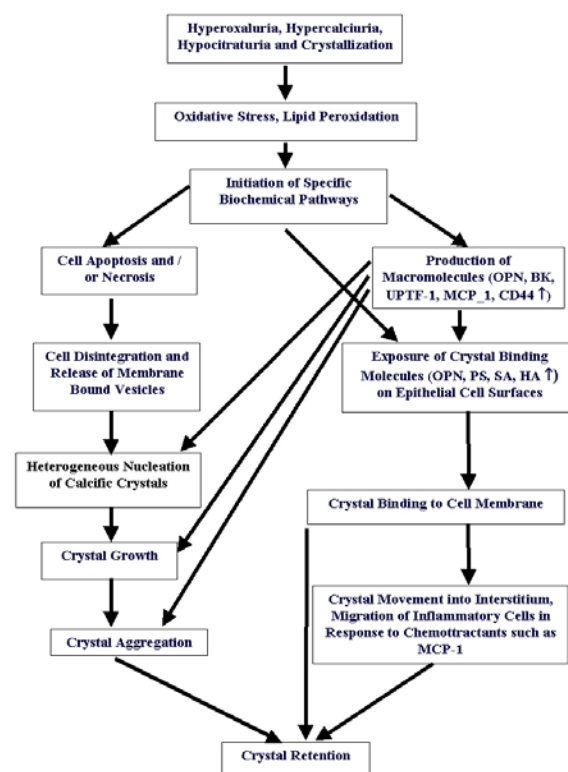 Hyperoxaluria, Hypercalciuria,
Hypocitraturia and Crystallization
Oxidative Stress, Lipid Peroxidation
Initiation of Specific
Biochemical Pathways
Cell Apoptosis and /
or Necrosis
Production of
Macromolecules (OPN, BK,
UPTF-1, MCP_1, CD44 ↑)
Cell Disintegration and
Release of Membrane
Bound Vesicles
Exposure of Crystal Binding
Molecules (OPN, PS, SA, HA ↑)
on Epithelial Cell Surfaces
Heterogeneous Nucleation
of Calcific Crystals
Crystal Binding to Cell Membrane
Crystal Growth
Crystal Movement into Interstitium,
Migration of Inflammatory Cells in
Response to Chemottractants such as
MCP-1
Crystal Aggregation
Crystal Retention